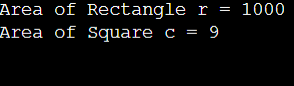 Area of Rectangle r = 1000
Area of Square c = 9